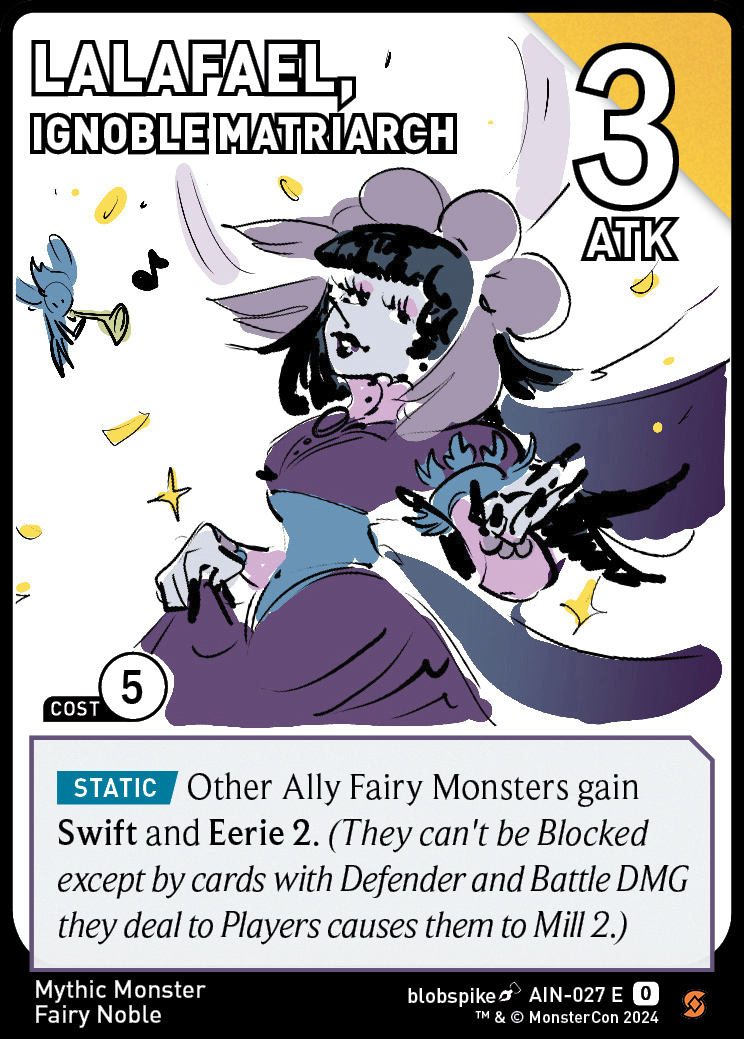 LALAFAEL,
IGNOBLE MATRIARCH
3
ATK
COST 5
STATIC Other Ally Fairy Monsters gain
Swift and Eerie 2. (They can't be Blocked
except by cards with Defender and Battle DMG
they deal to Players causes them to Mill 2.)
Mythic Monster
Fairy Noble
blobspike AIN-027 E 0
™ & © MonsterCon 2024